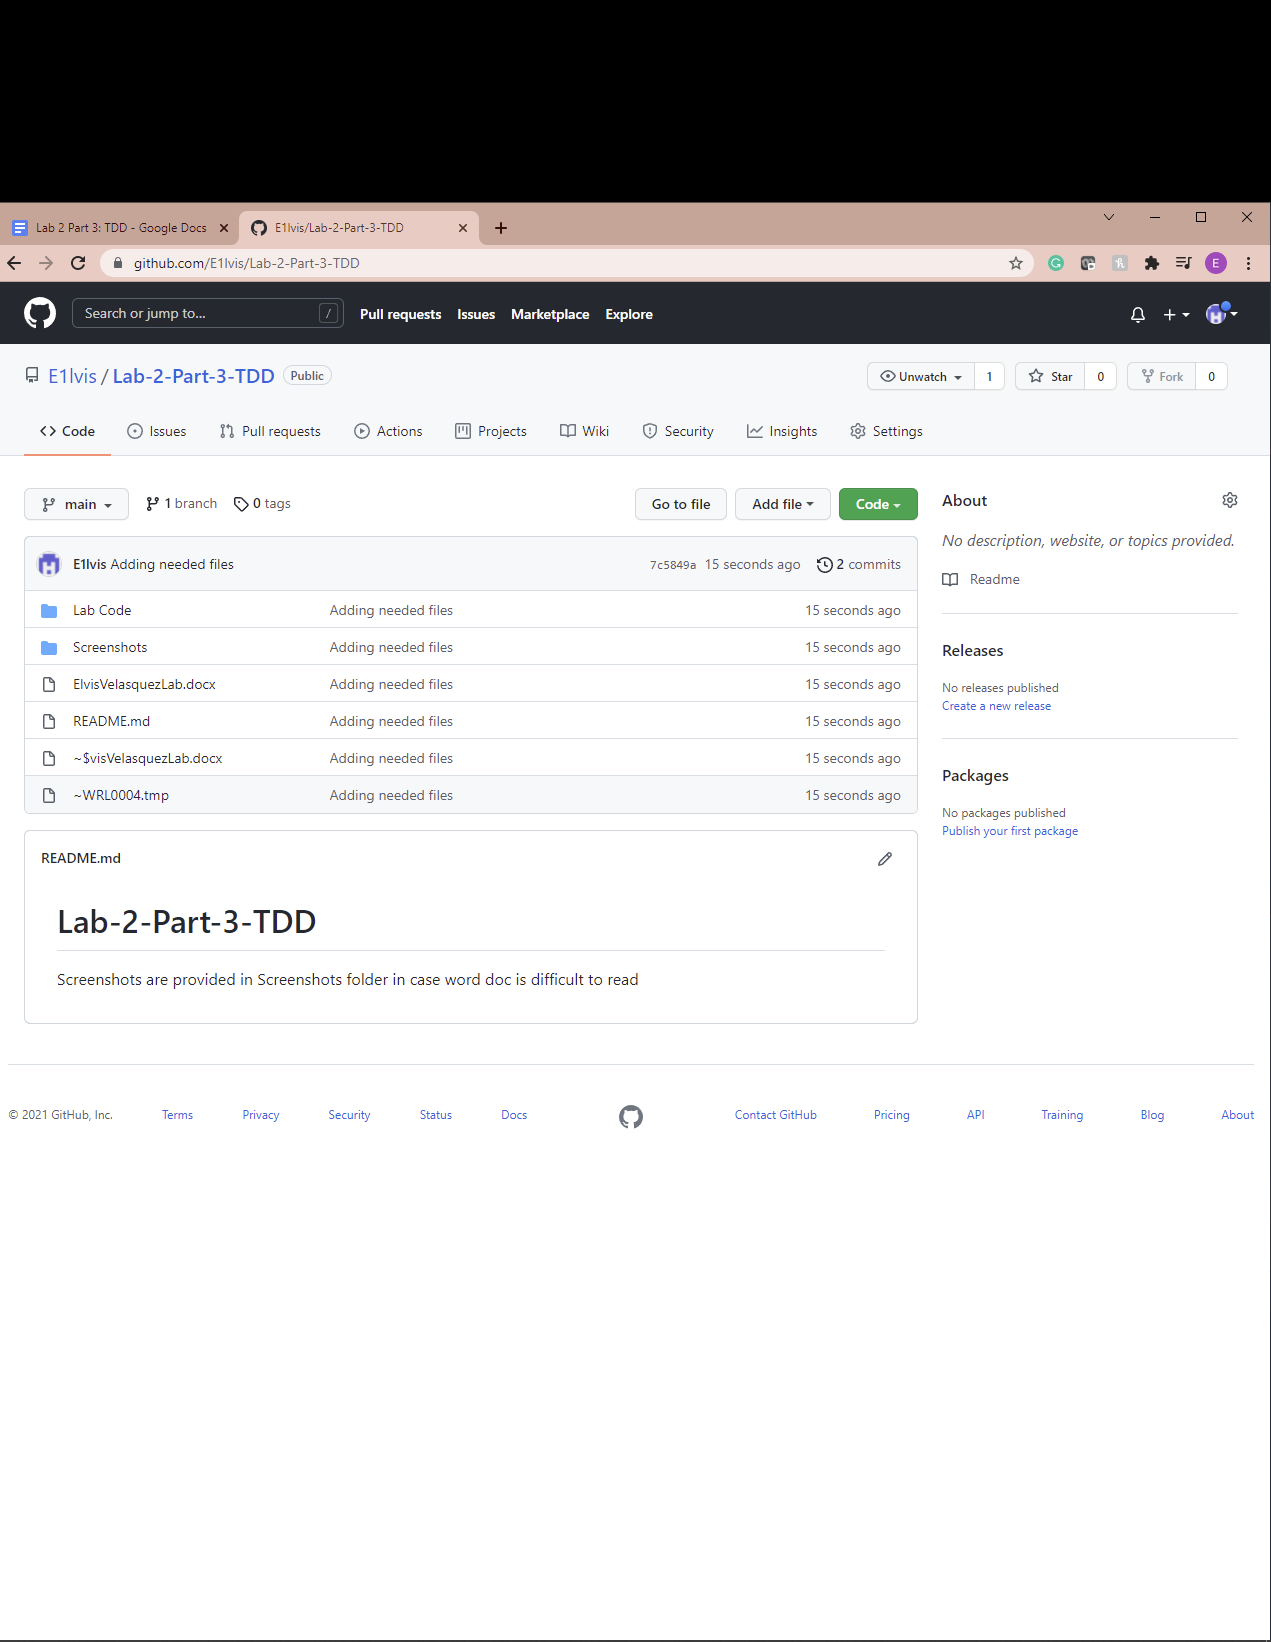 Lab 2 Part 3: TDD - Google Docs
E1lvis/Lab-2-Part-3-TDD
github.com/E1lvis/Lab-2-Part-3-TDD
E
Search or jump to... /
Pull requests Issues Marketplace Explore
E1lvis / Lab-2-Part-3-TDD Public
Unwatch 1 Star 0 Fork 0
Code Issues Pull requests Actions Projects Wiki Security Insights Settings
main 1 branch 0 tags Go to file Add file Code
E1lvis Adding needed files 7c5849a 15 seconds ago 2 commits
Lab Code Adding needed files 15 seconds ago
Screenshots Adding needed files 15 seconds ago
ElvisVelasquezLab.docx Adding needed files 15 seconds ago
README.md Adding needed files 15 seconds ago
~$visVelasquezLab.docx Adding needed files 15 seconds ago
~WRL0004.tmp Adding needed files 15 seconds ago
README.md
Lab-2-Part-3-TDD
Screenshots are provided in Screenshots folder in case word doc is difficult to read
About
No description, website, or topics provided.
Readme
Releases
No releases published
Create a new release
Packages
No packages published
Publish your first package
© 2021 GitHub, Inc. Terms Privacy Security Status Docs Contact GitHub Pricing API Training Blog About